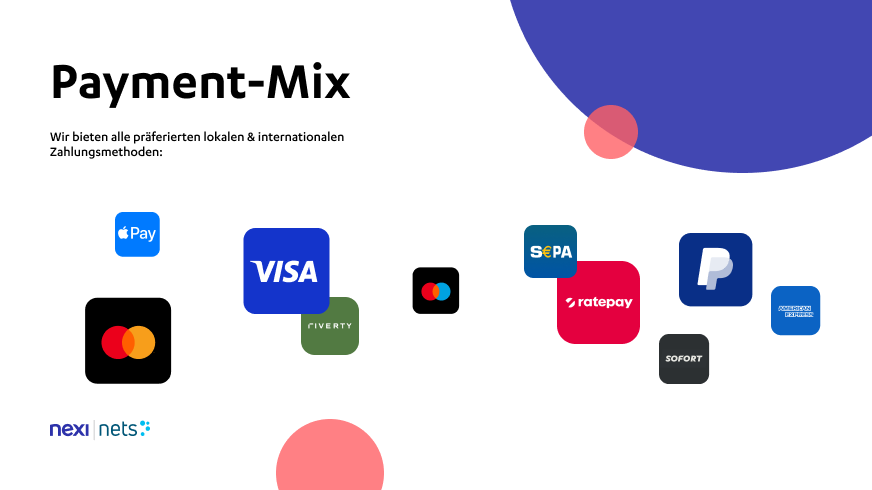 Payment-Mix
Wir bieten alle präferierten lokalen & internationalen
Zahlungsmethoden:
Pay
VISA
RIVERTY
S€PA
ratepay
AMERICAN
EXPRESS
SOFORT
nexi | nets